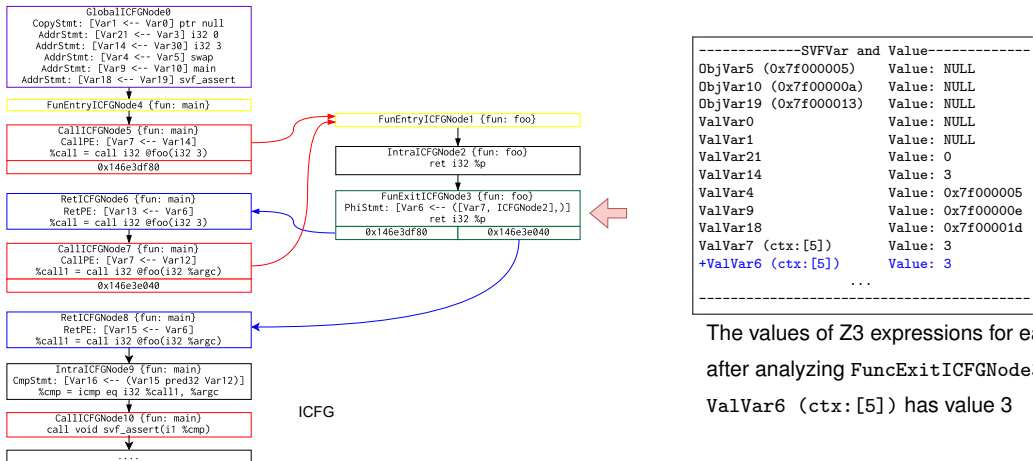 GlobalICFGNode0
CopyStmt: [Var1 <-- Var0] ptr null
AddrStmt: [Var21 <-- Var3] i32 0
AddrStmt: [Var14 <-- Var30] i32 3
AddrStmt: [Var4 <-- Var5] swap
AddrStmt: [Var9 <-- Var10] main
AddrStmt: [Var18 <-- Var19] svf_assert
FunEntryICFGNode4 {fun: main}
CallICFGNode5 {fun: main}
CallPE: [Var7 <-- Var14]
%call = call i32 @foo(i32 3)
0x146e3df80
RetICFGNode6 {fun: main}
RetPE: [Var13 <-- Var6]
%call = call i32 @foo(i32 3)
CallICFGNode7 {fun: main}
CallPE: [Var7 <-- Var12]
%call1 = call i32 @foo(i32 %argc)
0x146e3e040
RetICFGNode8 {fun: main}
RetPE: [Var15 <-- Var6]
%call1 = call i32 @foo(i32 %argc)
IntraICFGNode9 {fun: main}
CmpStmt: [Var16 <-- (Var15 pred32 Var12)]
%cmp = icmp eq i32 %call1, %argc
CallICFGNode10 {fun: main}
call void svf_assert(i1 %cmp)
....
FunEntryICFGNode1 {fun: foo}
IntraICFGNode2 {fun: foo}
ret i32 %p
FunExitICFGNode3 {fun: foo}
PhiStmt: [Var6 <-- ([Var7, ICFGNode2],)]
ret i32 %p
0x146e3df80 0x146e3e040
ICFG
-------------SVFVar and Value-------------
ObjVar5 (0x7f000005) Value: NULL
ObjVar10 (0x7f00000a) Value: NULL
ObjVar19 (0x7f000013) Value: NULL
ValVar0 Value: NULL
ValVar1 Value: NULL
ValVar21 Value: 0
ValVar14 Value: 3
ValVar4 Value: 0x7f000005
ValVar9 Value: 0x7f00000e
ValVar18 Value: 0x7f00001d
ValVar7 (ctx:[5]) Value: 3
+ValVar6 (ctx:[5]) Value: 3
...
------------------------------------------
The values of Z3 expressions for
after analyzing FuncExitICFGNode
ValVar6 (ctx:[5]) has value 3